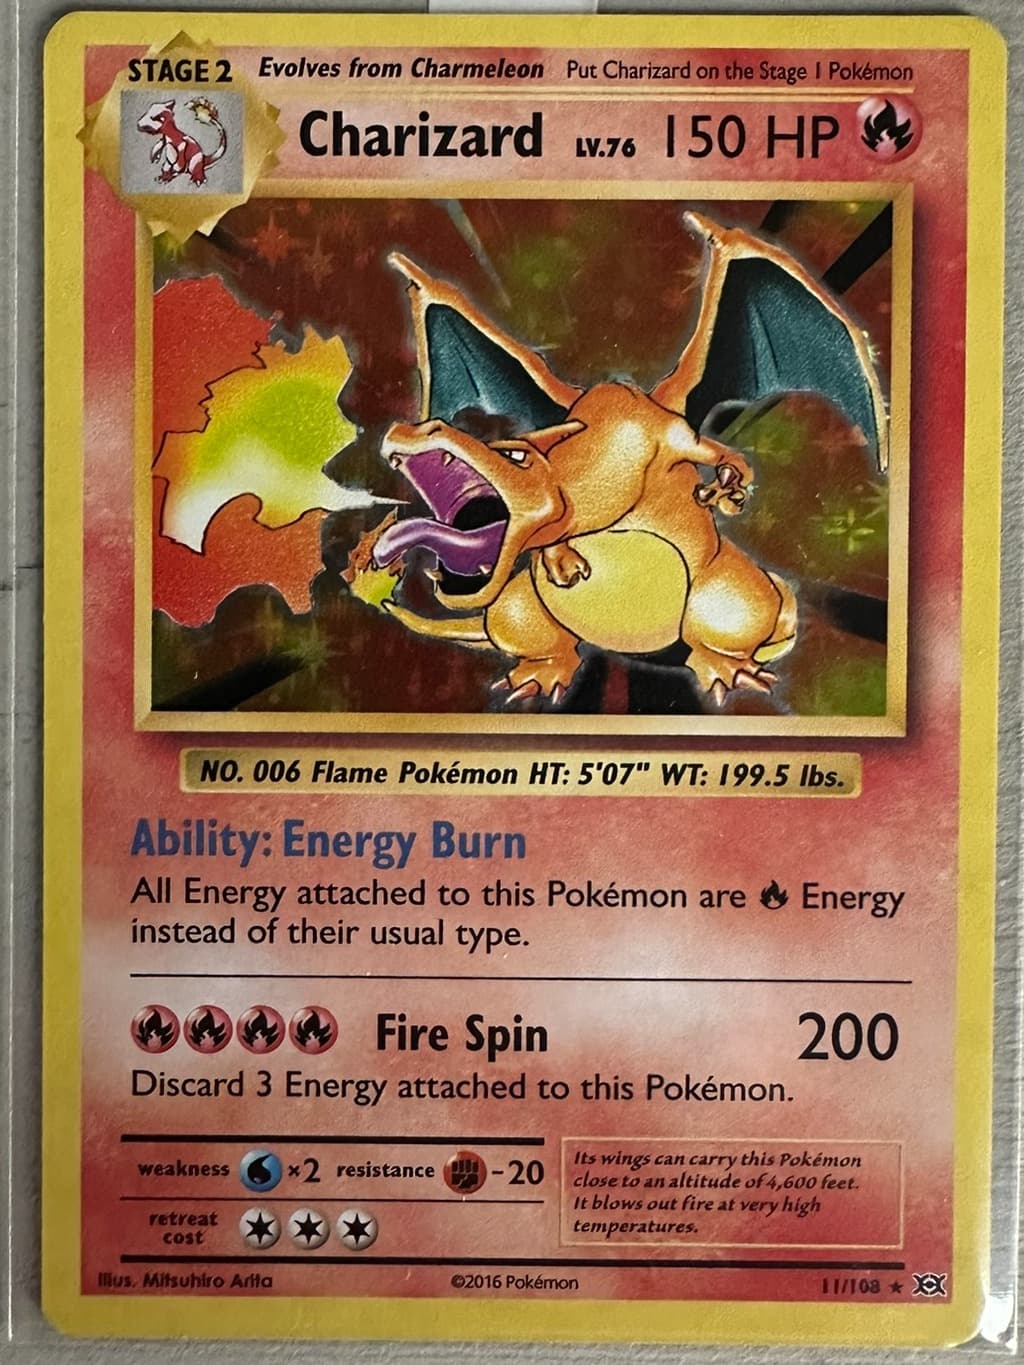 STAGE 2 Evolves from Charmeleon Put Charizard on the Stage 1 Pokémon
Charizard LV.76 150 HP
NO. 006 Flame Pokémon HT: 5'07" WT: 199.5 lbs.
Ability: Energy Burn
All Energy attached to this Pokémon are Energy
instead of their usual type.
Fire Spin 200
Discard 3 Energy attached to this Pokémon.
weakness ×2 resistance -20
retreat
cost
Its wings can carry this Pokémon
close to an altitude of 4,600 feet.
It blows out fire at very high
temperatures.
Illus. Mitsuhiro Arita ©2016 Pokémon 11/108 ★